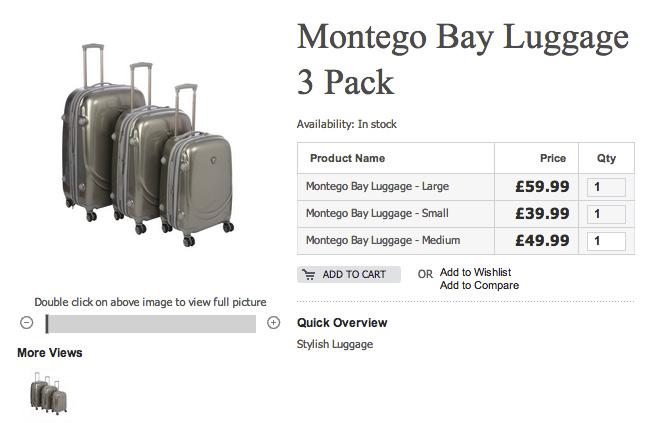 Montego Bay Luggage
3 Pack
Availability: In stock
Product Name Price Qty
Montego Bay Luggage - Large £59.99 1
Montego Bay Luggage - Small £39.99 1
Montego Bay Luggage - Medium £49.99 1
ADD TO CART OR Add to Wishlist
Add to Compare
Double click on above image to view full picture
Quick Overview
Stylish Luggage
More Views